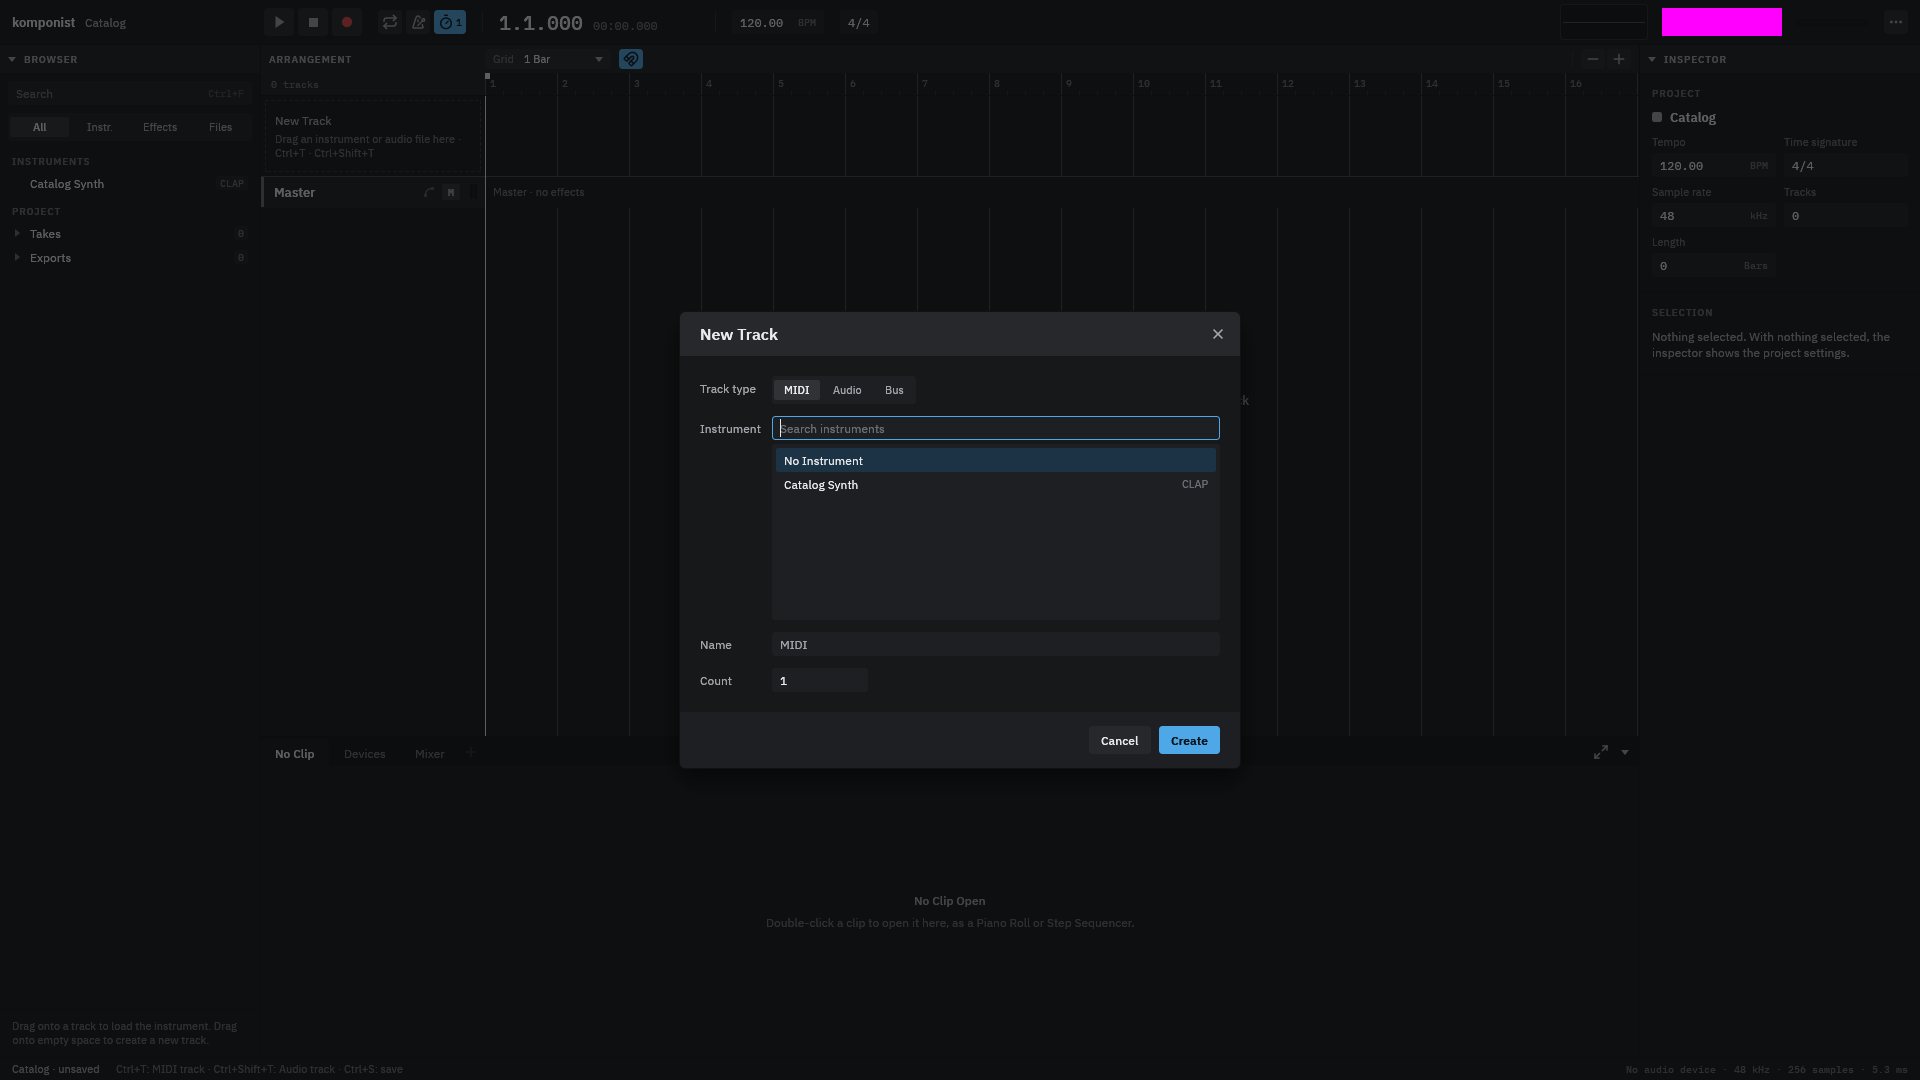 komponist Catalog
1
1.1.000 00:00.000
120.00 BPM
4/4
BROWSER
Search Ctrl+F
All Instr. Effects Files
INSTRUMENTS
Catalog Synth CLAP
PROJECT
Takes 0
Exports 0
Drag onto a track to load the instrument. Drag
onto empty space to create a new track.
ARRANGEMENT
Grid 1 Bar
0 tracks
1 2 3 4 5 6 7 8 9 10 11 12 13 14 15 16
New Track
Drag an instrument or audio file here ·
Ctrl+T · Ctrl+Shift+T
Master M
Master · no effects
New Track
Track type MIDI Audio Bus
Instrument Search instruments
No Instrument
Catalog Synth CLAP
Name MIDI
Count 1
Cancel Create
No Clip Devices Mixer
No Clip Open
Double-click a clip to open it here, as a Piano Roll or Step Sequencer.
INSPECTOR
PROJECT
Catalog
Tempo Time signature
120.00 BPM 4/4
Sample rate Tracks
48 kHz 0
Length
0 Bars
SELECTION
Nothing selected. With nothing selected, the
inspector shows the project settings.
Catalog · unsaved Ctrl+T: MIDI track · Ctrl+Shift+T: Audio track · Ctrl+S: save
No audio device · 48 kHz · 256 samples · 5.3 ms